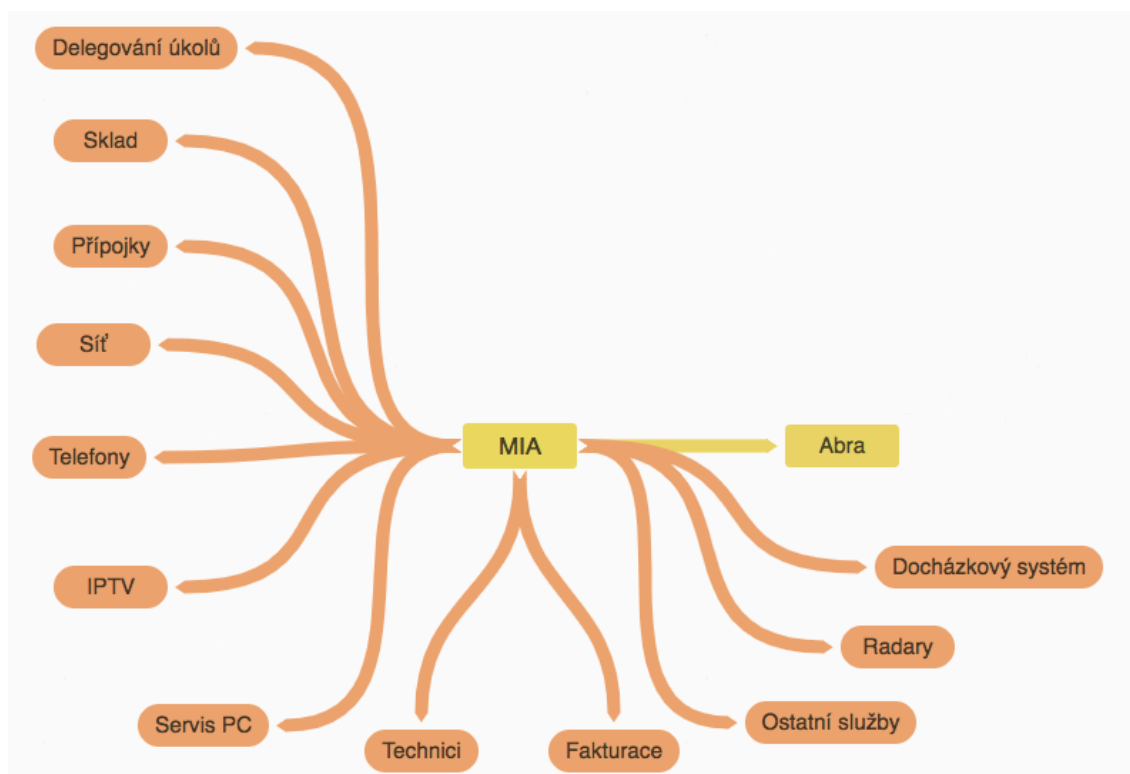 Delegování úkolů
Sklad
Přípojky
Síť
Telefony
IPTV
Servis PC
Technici
Fakturace
Ostatní služby
Radary
Docházkový systém
MIA
Abra